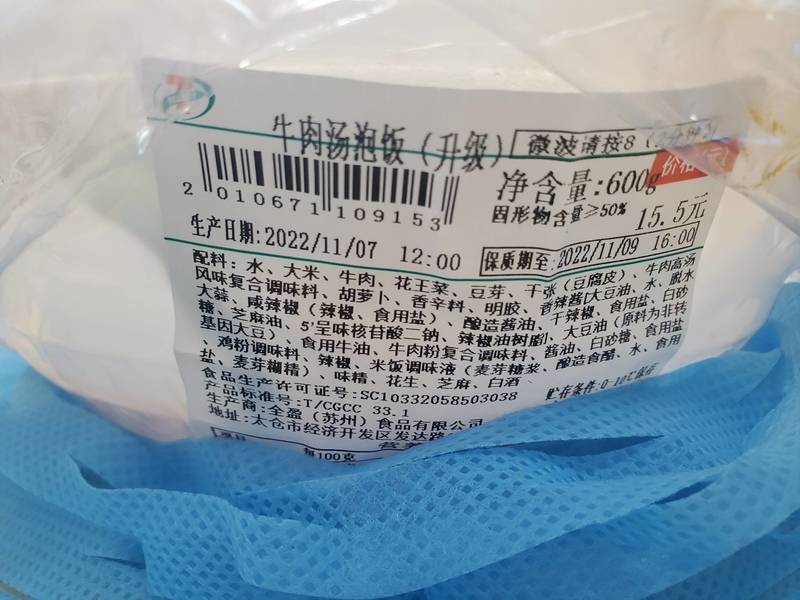 牛肉汤泡饭（升级）
微波请按8
价格
2 010671 109153
净含量:600g
固形物含量≥50%
15.5元
生产日期:2022/11/07 12:00
保质期至:2022/11/09 16:00
配料：水、大米、牛肉、花王菜、豆芽、千张（豆腐皮）、牛肉高汤
风味复合调味料、胡萝卜、香辛料、明胶、香辣酱[大豆油、水、脱水
大蒜、咸辣椒（辣椒、食用盐）、酿造酱油、干辣椒、食用盐、白砂
糖、芝麻油、5'呈味核苷酸二钠、辣椒油树脂]、大豆油（原料为非转
基因大豆）、食用牛油、牛肉粉复合调味料、酱油、白砂糖、食用盐
、鸡粉调味料、辣椒、米饭调味液（麦芽糖浆、酿造食醋、水、食用
盐、麦芽糊精）、味精、花生、芝麻、白酒
食品生产许可证号:SC10332058503038
贮存条件:0-10℃保存
产品标准号:T/CGCC 33.1
生产商:全盈（苏州）食品有限公司
地址:太仓市经济开发区发达路
项目
每100克
营养